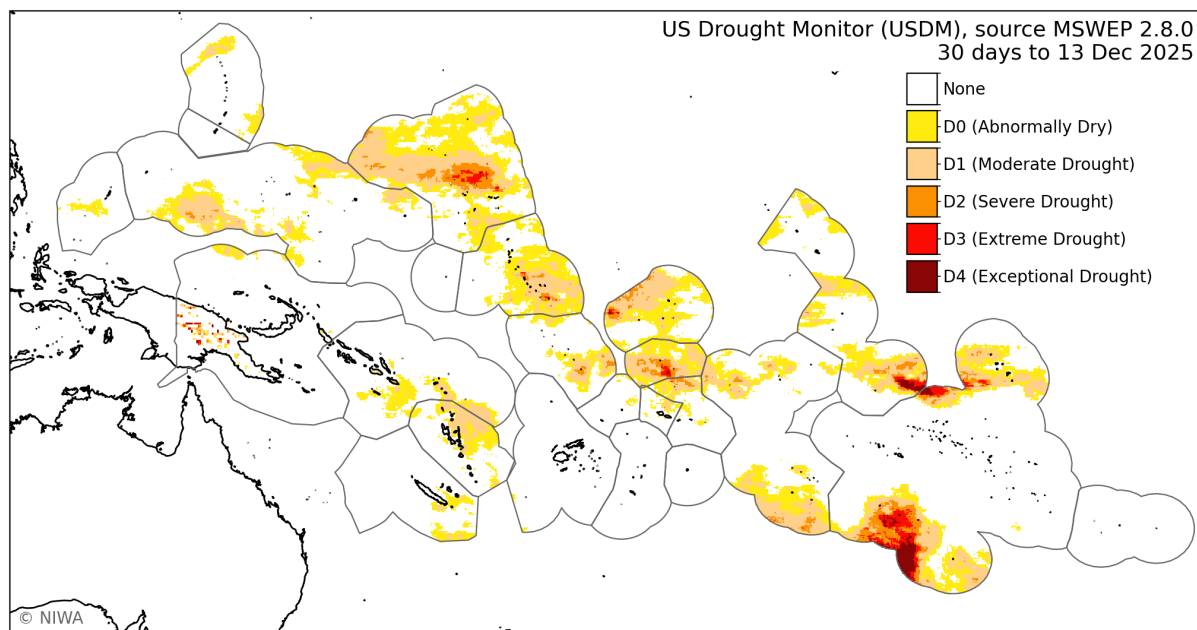 US Drought Monitor (USDM), source MSWEP 2.8.0
30 days to 13 Dec 2025
None
D0 (Abnormally Dry)
D1 (Moderate Drought)
D2 (Severe Drought)
D3 (Extreme Drought)
D4 (Exceptional Drought)
© NIWA